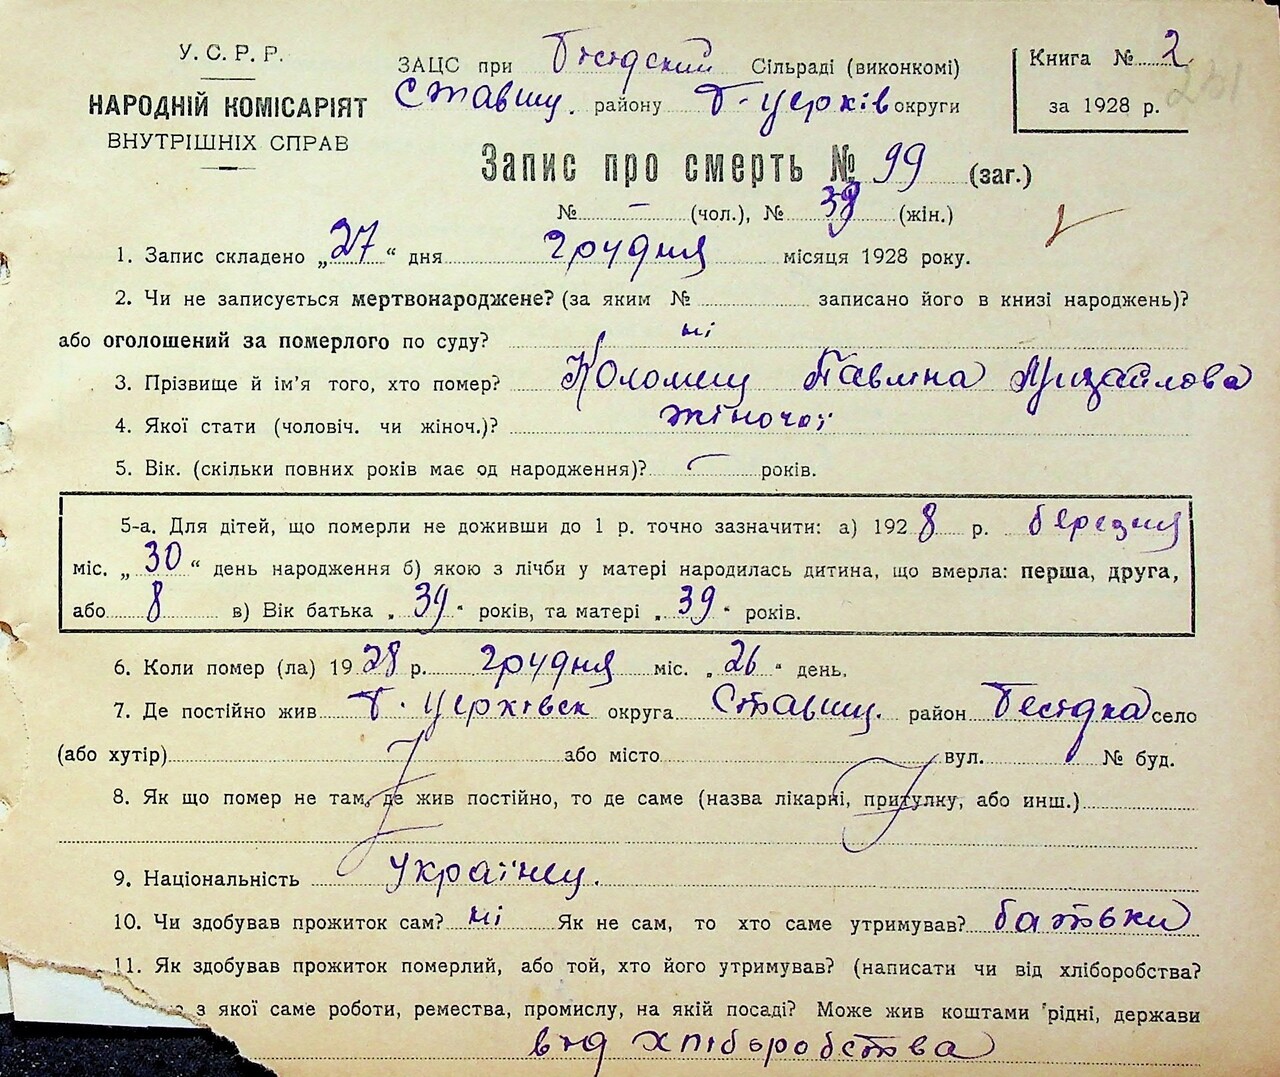 У. С. Р. Р.
НАРОДНІЙ КОМІСАРІЯТ
ВНУТРІШНІХ СПРАВ
ЗАЦС при Бесідский Сільраді (виконкомі)
Ставищ. району Б-Церків округи
Книга № 2
за 1928 р. 231
Запис про смерть № 99 (заг.)
№ – (чол.), № 39 (жін.)
1. Запис складено „27“ дня грудня місяця 1928 року.
2. Чи не записується мертвонароджене? (за яким № записано його в книзі народжень)?
або оголошений за померлого по суду? ні
3. Прізвище й ім'я того, хто помер? Коломиец Павлина Михайлова
4. Якої стати (чоловіч. чи жіноч.)? жіночої
5. Вік. (скільки повних років має од народження)? – років.
5-а. Для дітей, що померли не доживши до 1 р. точно зазначити: а) 1928 р. березня
міс. „30“ день народження б) якою з лічби у матері народилась дитина, що вмерла: перша, друга,
або 8 в) Вік батька „39“ років, та матері „39“ років.
6. Коли помер (ла) 1928 р. грудня міс. „26“ день.
7. Де постійно жив Б. Церківск округа Ставищ. район Бесідка село
(або хутір) або місто вул. № буд.
8. Як що помер не там, де жив постійно, то де саме (назва лікарні, притулку, або инш.)
9. Національність Українец.
10. Чи здобував прожиток сам? ні Як не сам, то хто саме утримував? батьки
11. Як здобував прожиток померлий, або той, хто його утримував? (написати чи від хліборобства?
з якої саме роботи, ремества, промислу, на якій посаді? Може жив коштами рідні, держави
від хліборобства